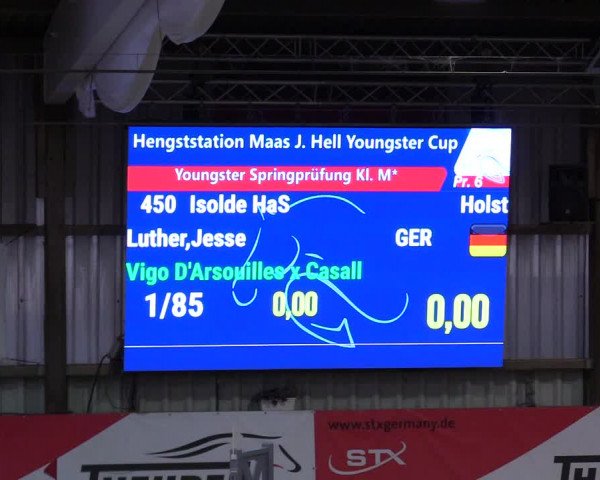 Hengststation Maas J. Hell Youngster Cup
Youngster Springprüfung Kl. M*
Pr. 6
450 Isolde HaS Holst
Luther,Jesse GER
Vigo D'Arsouilles x Casall
1/85 0,00 0,00
www.stxgermany.de
STX